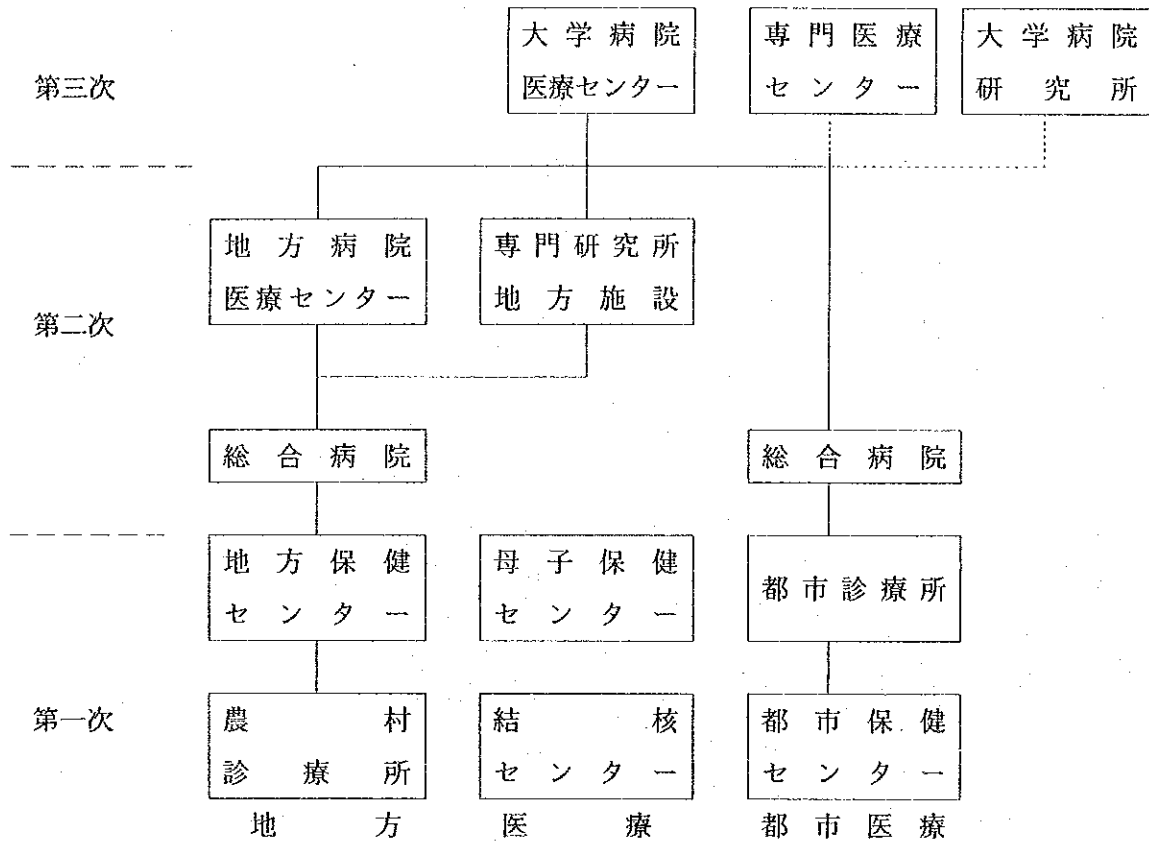 第三次
大学病院
医療センター
専門医療
センター
大学病院
研究所
第二次
地方病院
医療センター
専門研究所
地方施設
総合病院
総合病院
第一次
地方保健
センター
母子保健
センター
都市診療所
農村
診療所
結核
センター
都市保健
センター
地方
医療
都市医療